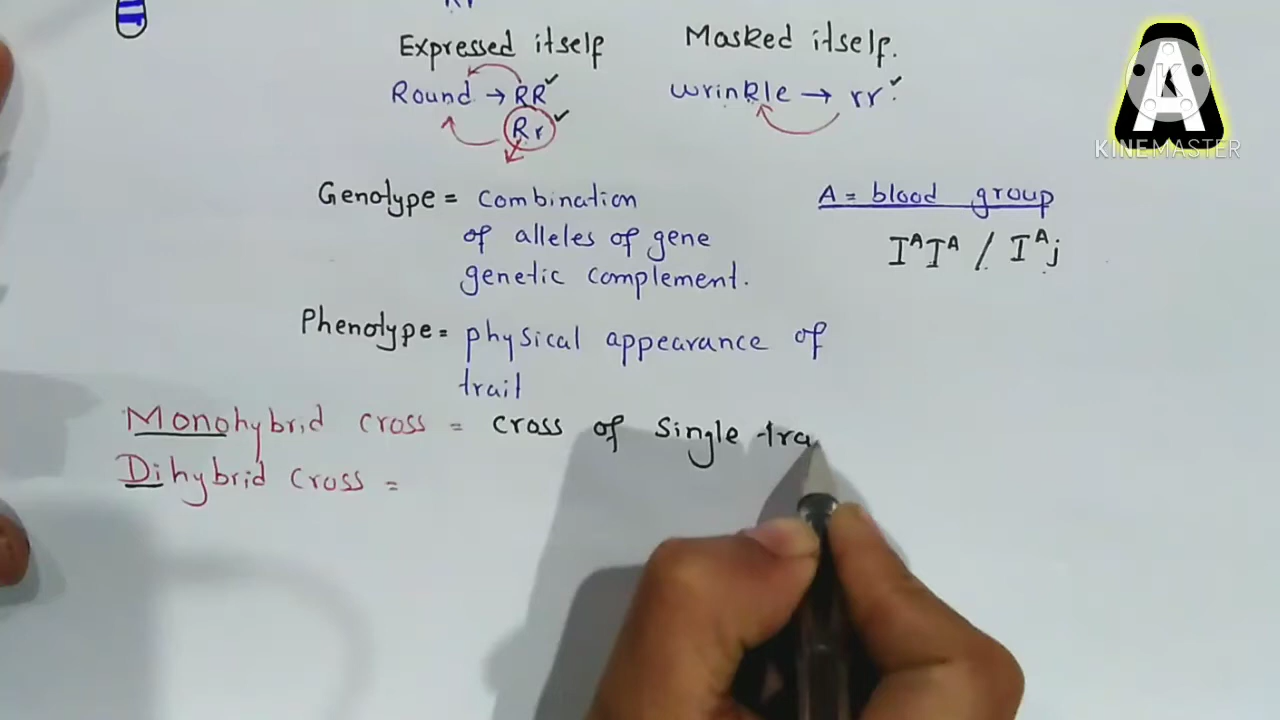 Expressed itself
Masked itself.
Round → RR ✓
Rr ✓
wrinkle → rr ✓
A
K
KINEMASTER
Genotype = combination
of alleles of gene
genetic complement.
A = blood group
IᴬIᴬ / Iᴬj
Phenotype = physical appearance of
trait
Monohybrid cross = cross of single tra
Dihybrid cross =